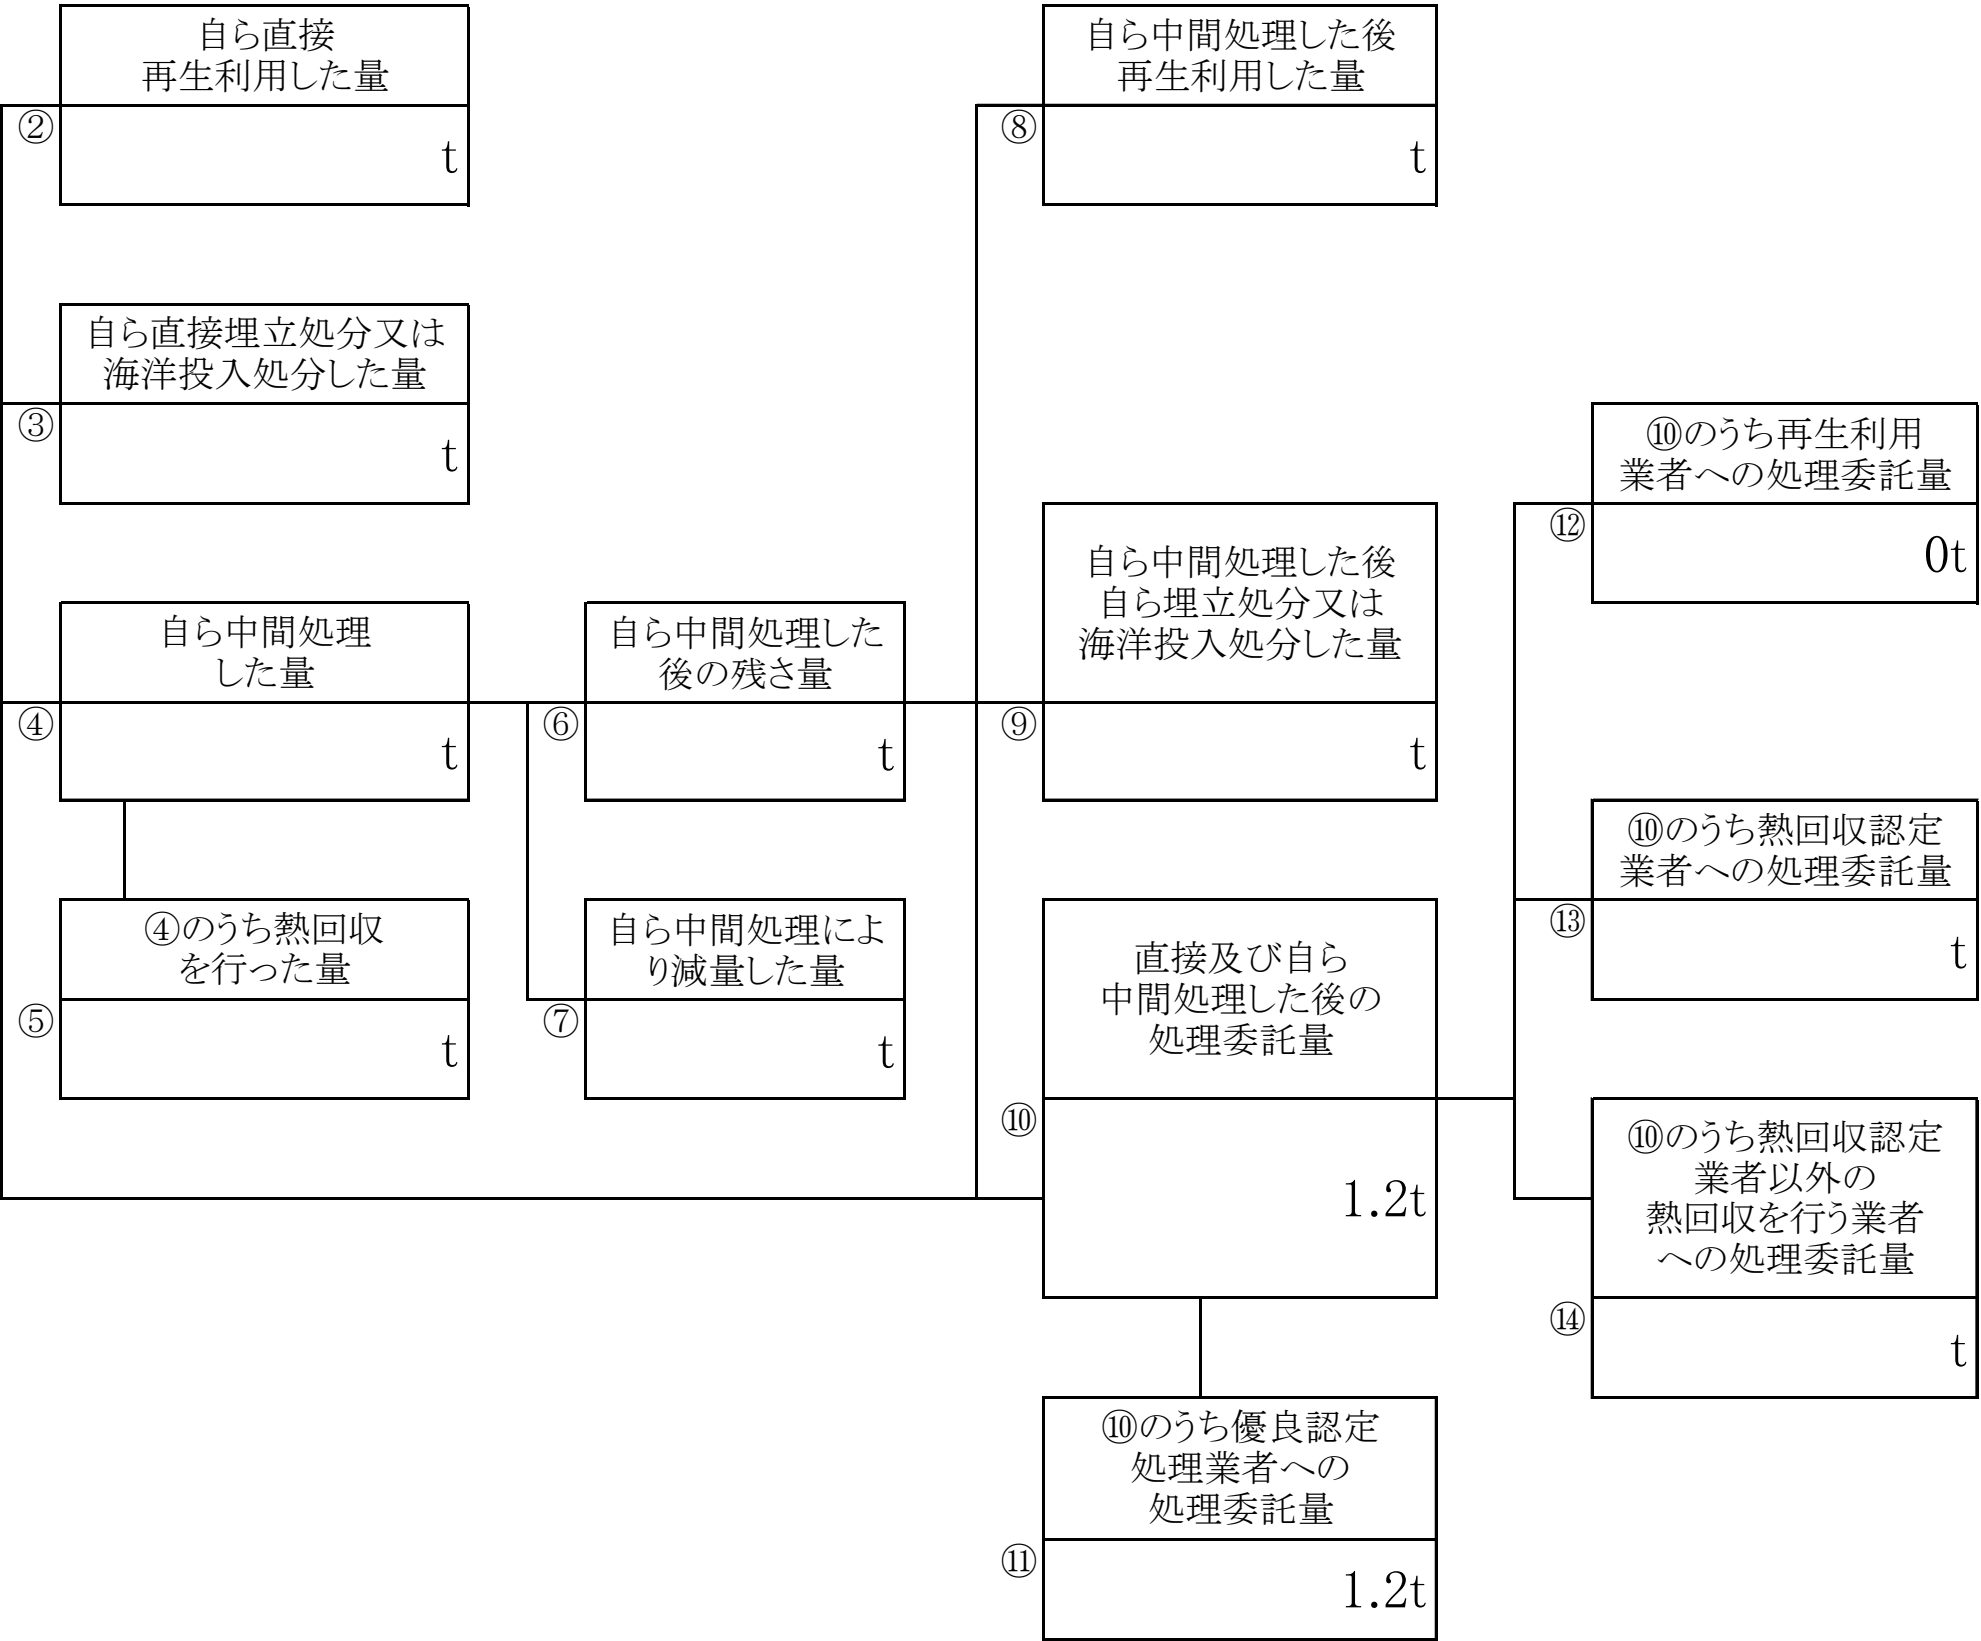 自ら直接
再生利用した量
②
t
自ら直接埋立処分又は
海洋投入処分した量
③
t
自ら中間処理
した量
④
t
④のうち熱回収
を行った量
⑤
t
自ら中間処理した
後の残さ量
⑥
t
自ら中間処理によ
り減量した量
⑦
t
自ら中間処理した後
再生利用した量
⑧
t
自ら中間処理した後
自ら埋立処分又は
海洋投入処分した量
⑨
t
直接及び自ら
中間処理した後の
処理委託量
⑩
1.2t
⑩のうち優良認定
処理業者への
処理委託量
⑪
1.2t
⑩のうち再生利用
業者への処理委託量
⑫
0t
⑩のうち熱回収認定
業者への処理委託量
⑬
t
⑩のうち熱回収認定
業者以外の
熱回収を行う業者
への処理委託量
⑭
t